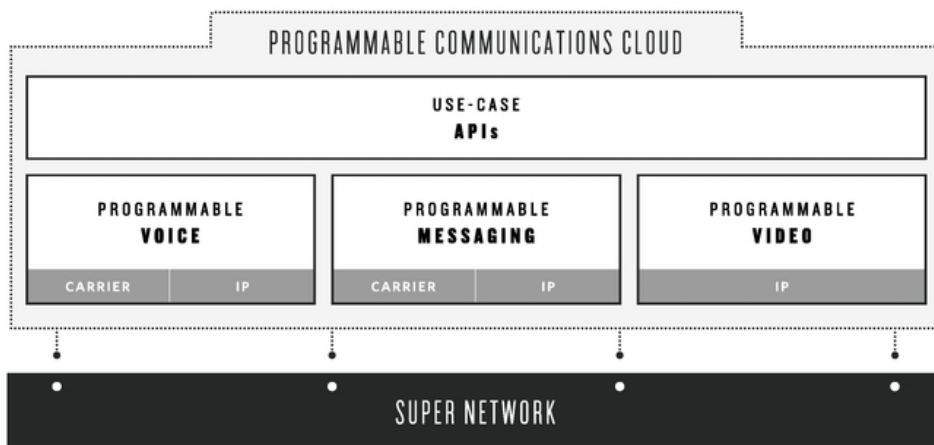 PROGRAMMABLE COMMUNICATIONS CLOUD
USE-CASE
APIs
PROGRAMMABLE
VOICE
CARRIER IP
PROGRAMMABLE
MESSAGING
CARRIER IP
PROGRAMMABLE
VIDEO
IP
SUPER NETWORK